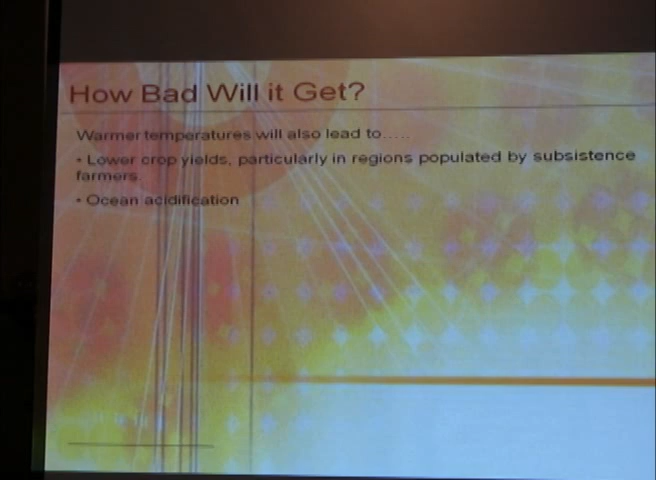 How Bad Will it Get?
Warmer temperatures will also lead to.....
• Lower crop yields, particularly in regions populated by subsistence
farmers.
• Ocean acidification